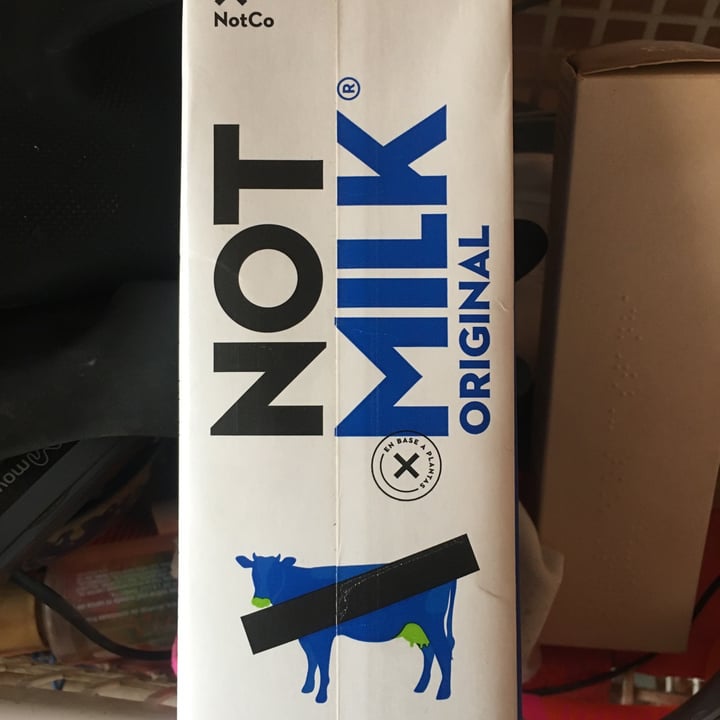 NotCo
NOT
MILK®
ORIGINAL
EN BASE A PLANTAS